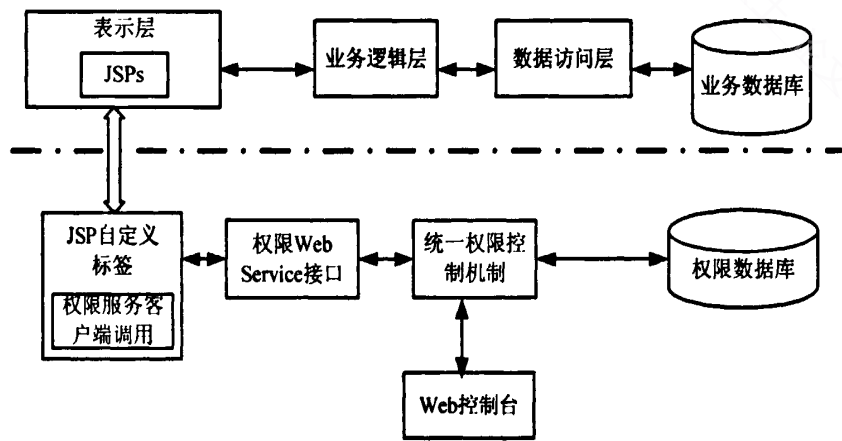 表示层
JSPs
业务逻辑层
数据访问层
业务数据库
JSP自定义
标签
权限服务客
户端调用
权限Web
Service接口
统一权限控
制机制
权限数据库
Web控制台